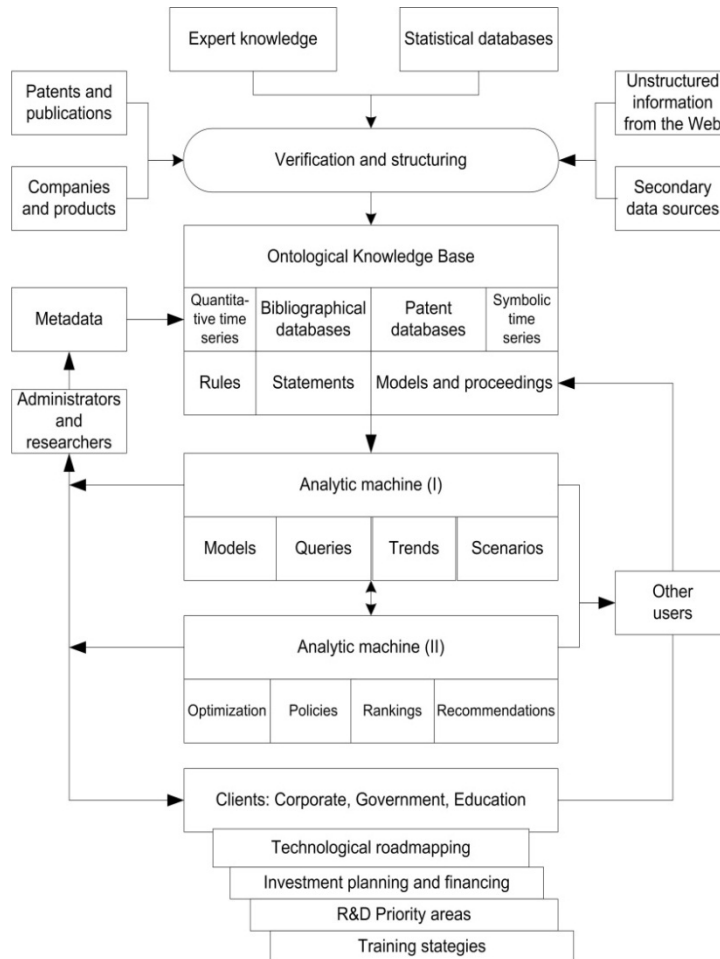 Expert knowledge
Statistical databases
Patents and
publications
Unstructured
information
from the Web
Verification and structuring
Companies
and products
Secondary
data sources
Ontological Knowledge Base
Quantita-
tive time
series
Bibliographical
databases
Patent
databases
Symbolic
time
series
Metadata
Rules
Statements
Models and proceedings
Administrators
and
researchers
Analytic machine (I)
Models
Queries
Trends
Scenarios
Other
users
Analytic machine (II)
Optimization
Policies
Rankings
Recommendations
Clients: Corporate, Government, Education
Technological roadmapping
Investment planning and financing
R&D Priority areas
Training stategies